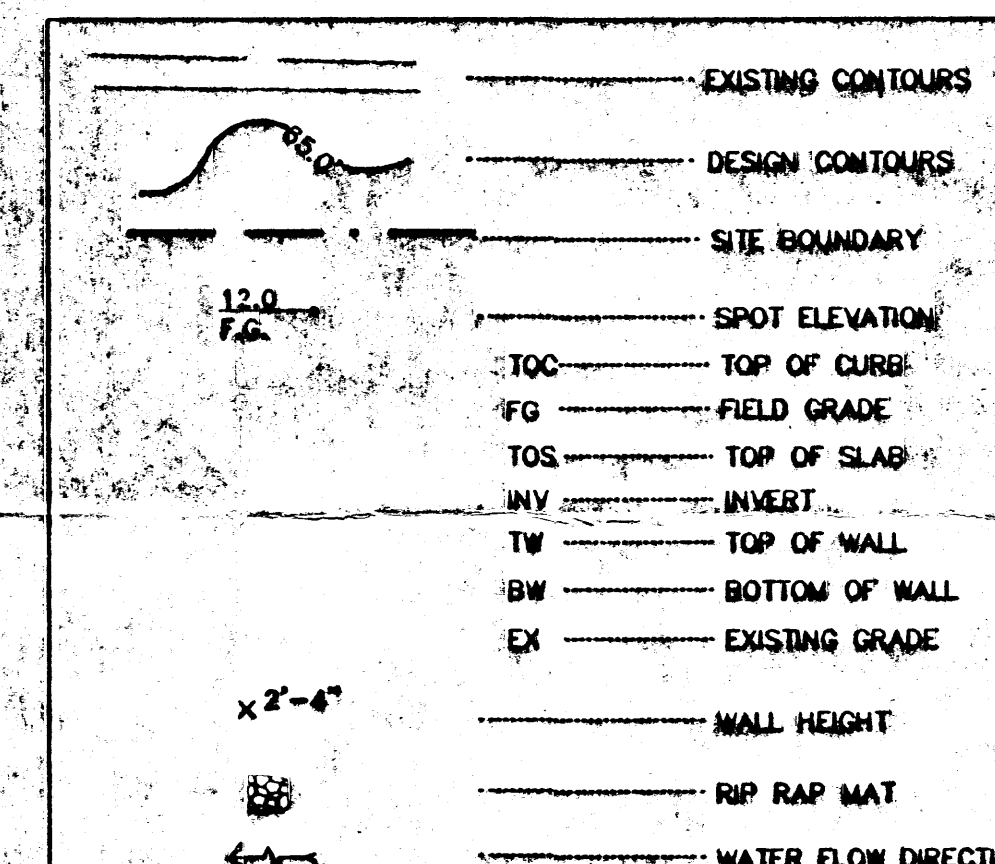 EXISTING CONTOURS
65.0'
DESIGN CONTOURS
SITE BOUNDARY
12.0
F.G.
SPOT ELEVATION
TOC TOP OF CURB
FG FIELD GRADE
TOS TOP OF SLAB
INV INVERT
TW TOP OF WALL
BW BOTTOM OF WALL
EX EXISTING GRADE
x 2'-4" WALL HEIGHT
RIP RAP MAT
WATER FLOW